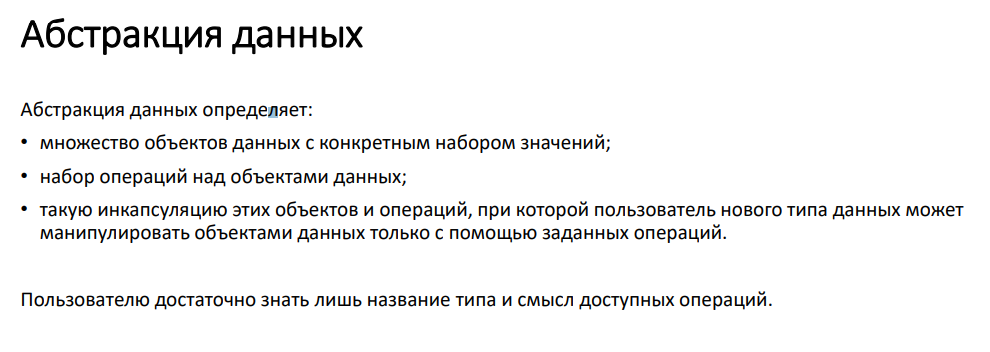 Абстракция данных
Абстракция данных определяет:
• множество объектов данных с конкретным набором значений;
• набор операций над объектами данных;
• такую инкапсуляцию этих объектов и операций, при которой пользователь нового типа данных может
манипулировать объектами данных только с помощью заданных операций.
Пользователю достаточно знать лишь название типа и смысл доступных операций.